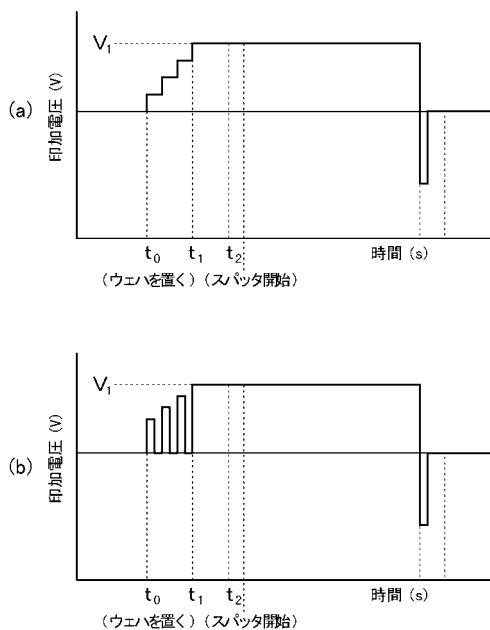 (a)
印加電圧 (V)
V₁
t₀ t₁ t₂ 時間 (s)
(ウェハを置く) (スパッタ開始)
(b)
印加電圧 (V)
V₁
t₀ t₁ t₂ 時間 (s)
(ウェハを置く) (スパッタ開始)